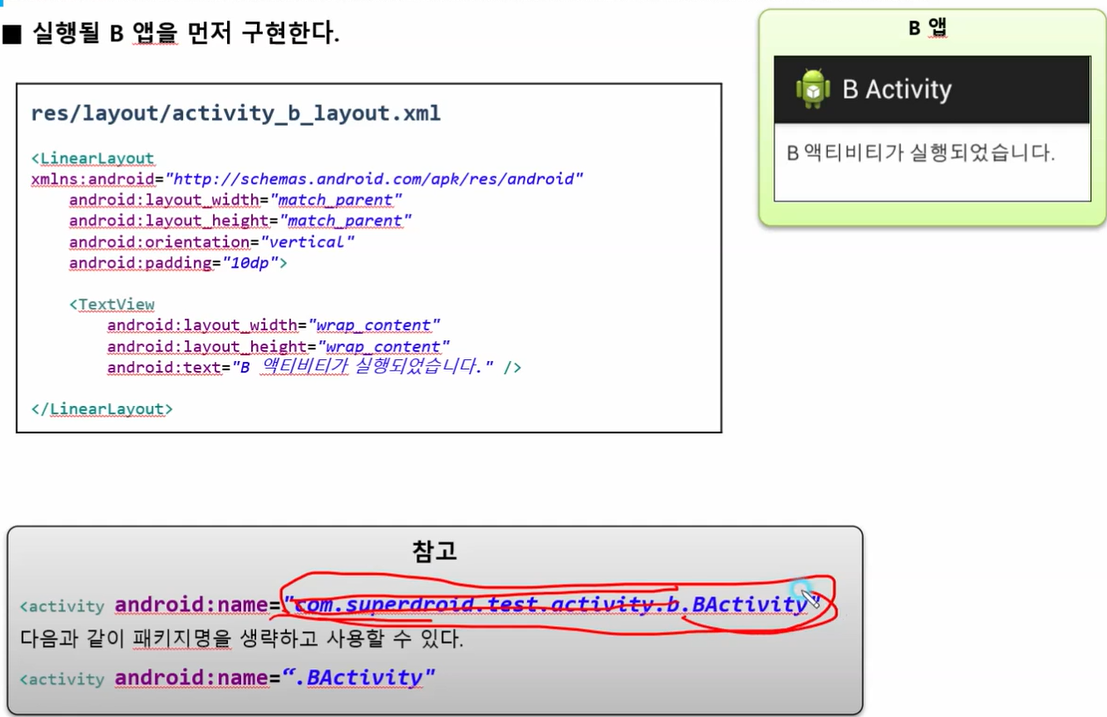 ■ 실행될 B 앱을 먼저 구현한다.
B 앱
B Activity
B 액티비티가 실행되었습니다.
res/layout/activity_b_layout.xml
<LinearLayout
xmlns:android="http://schemas.android.com/apk/res/android"
    android:layout_width="match_parent"
    android:layout_height="match_parent"
    android:orientation="vertical"
    android:padding="10dp">
    <TextView
        android:layout_width="wrap_content"
        android:layout_height="wrap_content"
        android:text="B 액티비티가 실행되었습니다." />
</LinearLayout>
참고
<activity android:name="com.superdroid.test.activity.b.BActivity"
다음과 같이 패키지명을 생략하고 사용할 수 있다.
<activity android:name=“.BActivity"